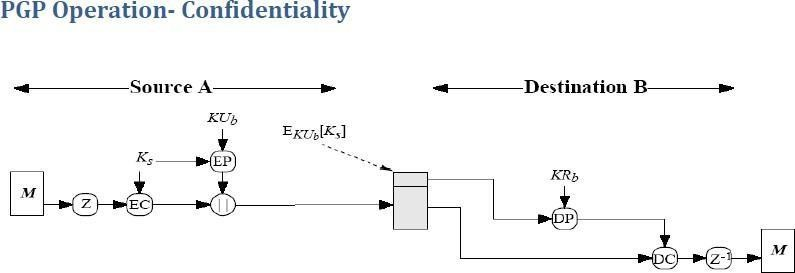 PGP Operation- Confidentiality
Source A
Destination B
KUb
EKUb[Ks]
Ks
EP
KRb
M
Z
EC
||
DP
DC
Z-1
M